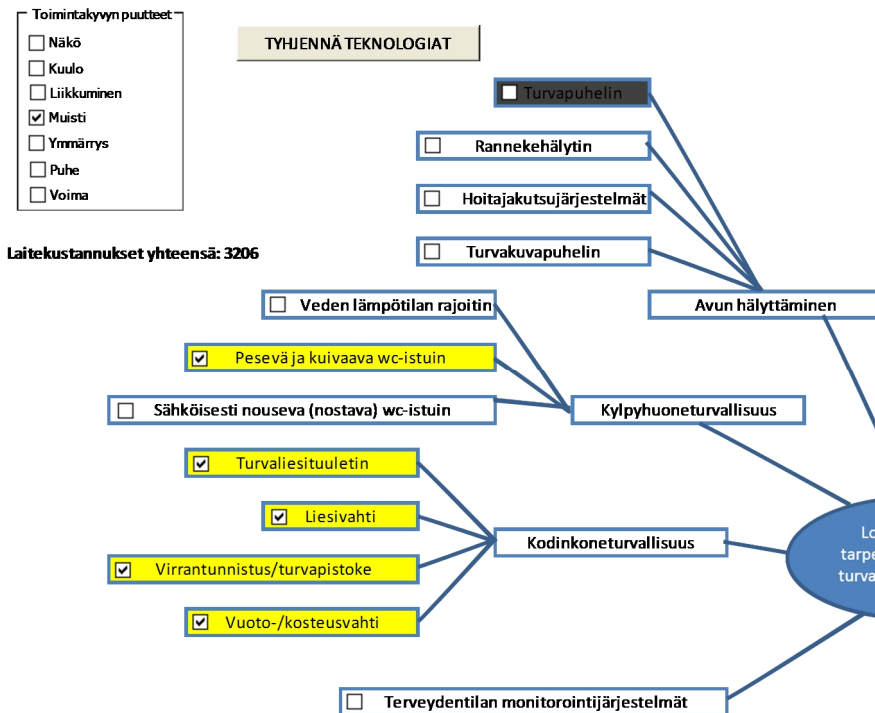 Toimintakyvyn puutteet
Näkö
Kuulo
Liikkuminen
Muisti
Ymmärrys
Puhe
Voima
TYHJENNÄ TEKNOLOGIAT
Laitekustannukset yhteensä: 3206
Turvapuhelin
Rannekehälytin
Hoitajakutsujärjestelmät
Turvakuvapuhelin
Avun hälyttäminen
Veden lämpötilan rajoitin
Pesevä ja kuivaava wc-istuin
Sähköisesti nouseva (nostava) wc-istuin
Kylpyhuoneturvallisuus
Turvaliesituuletin
Liesivahti
Virrantunnistus/turvapistoke
Vuoto-/kosteusvahti
Kodinkoneturvallisuus
Terveydentilan monitorointijärjestelmät